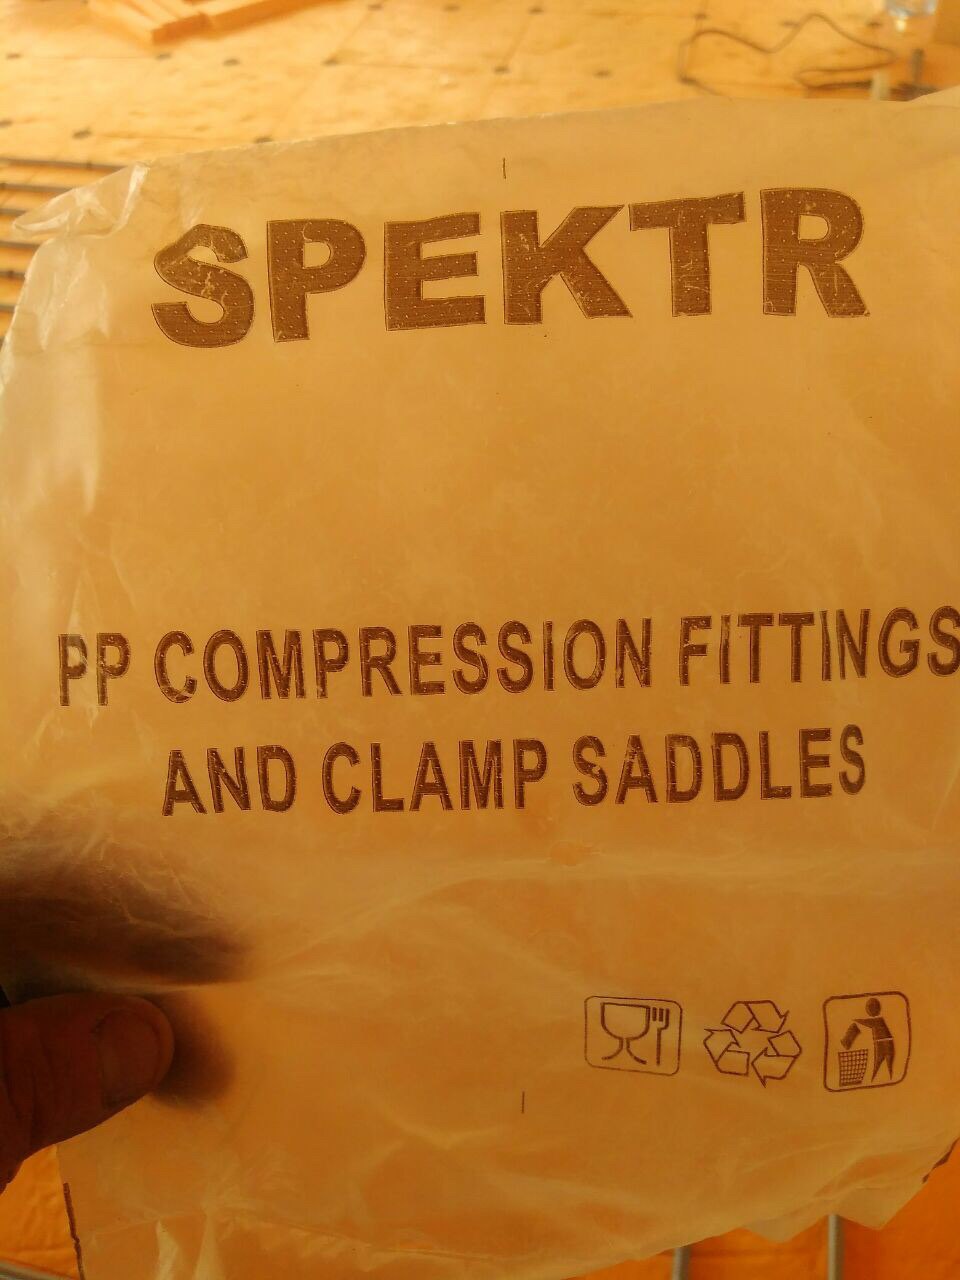 SPEKTR
PP COMPRESSION FITTINGS
AND CLAMP SADDLES